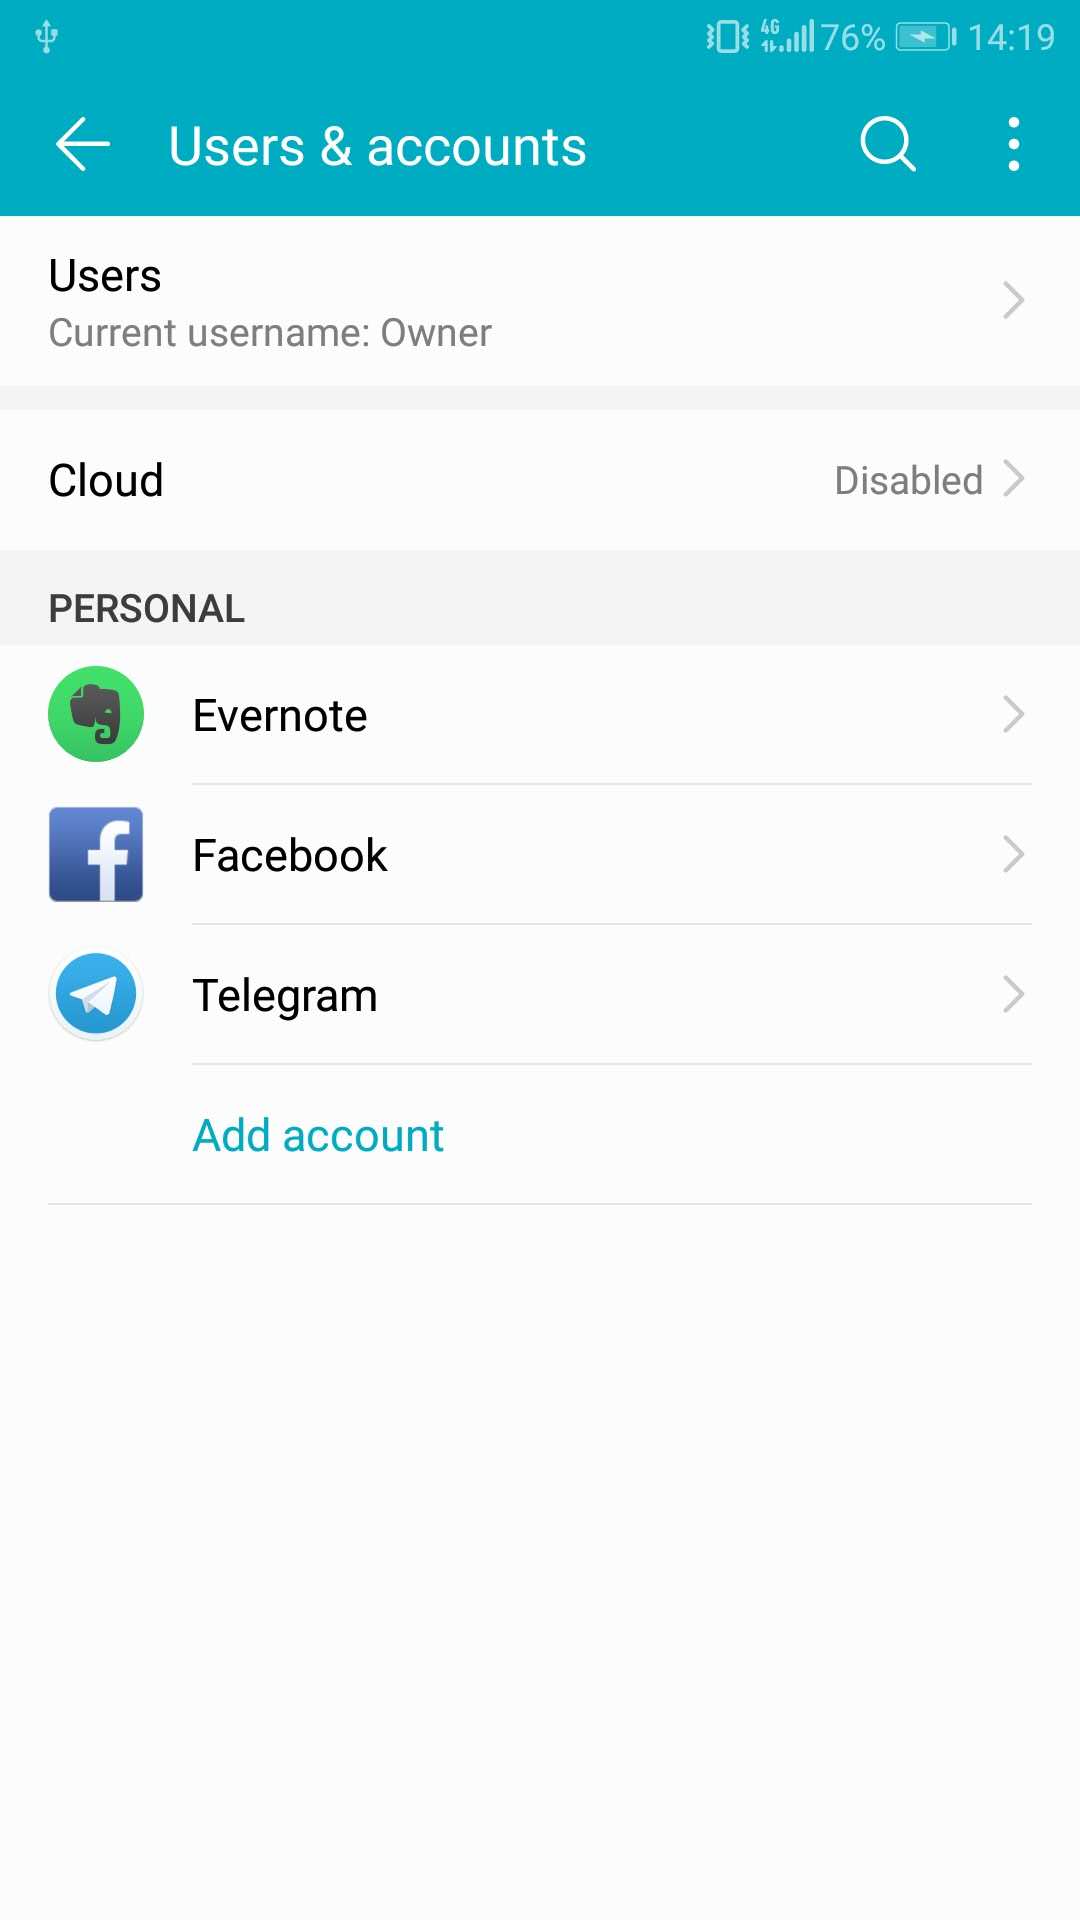 4G 76% 14:19
Users & accounts
Users
Current username: Owner
Cloud Disabled
PERSONAL
Evernote
Facebook
Telegram
Add account